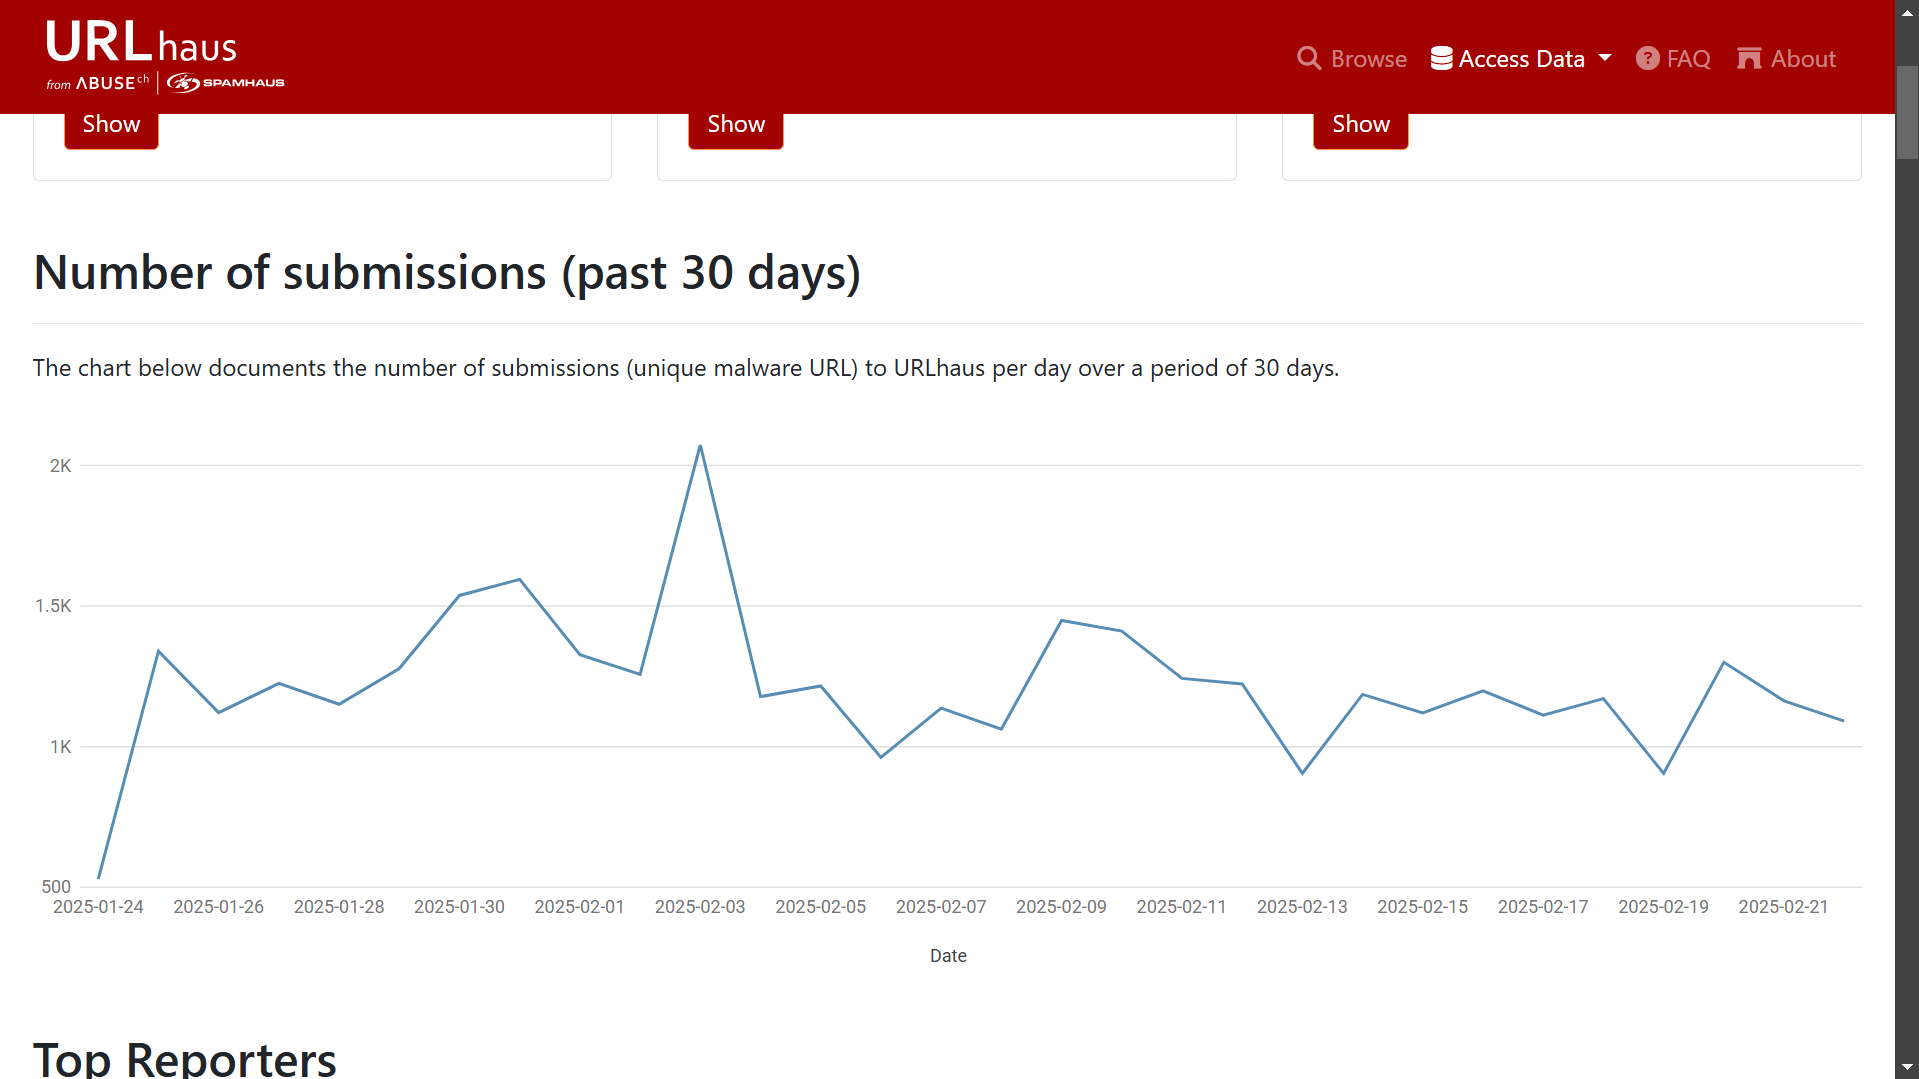 URLhaus
from ABUSE ch | SPAMHAUS
Browse
Access Data
FAQ
About
Show
Show
Show
Number of submissions (past 30 days)
The chart below documents the number of submissions (unique malware URL) to URLhaus per day over a period of 30 days.
2K
1.5K
1K
500
2025-01-24 2025-01-26 2025-01-28 2025-01-30 2025-02-01 2025-02-03 2025-02-05 2025-02-07 2025-02-09 2025-02-11 2025-02-13 2025-02-15 2025-02-17 2025-02-19 2025-02-21
Date
Top Reporters